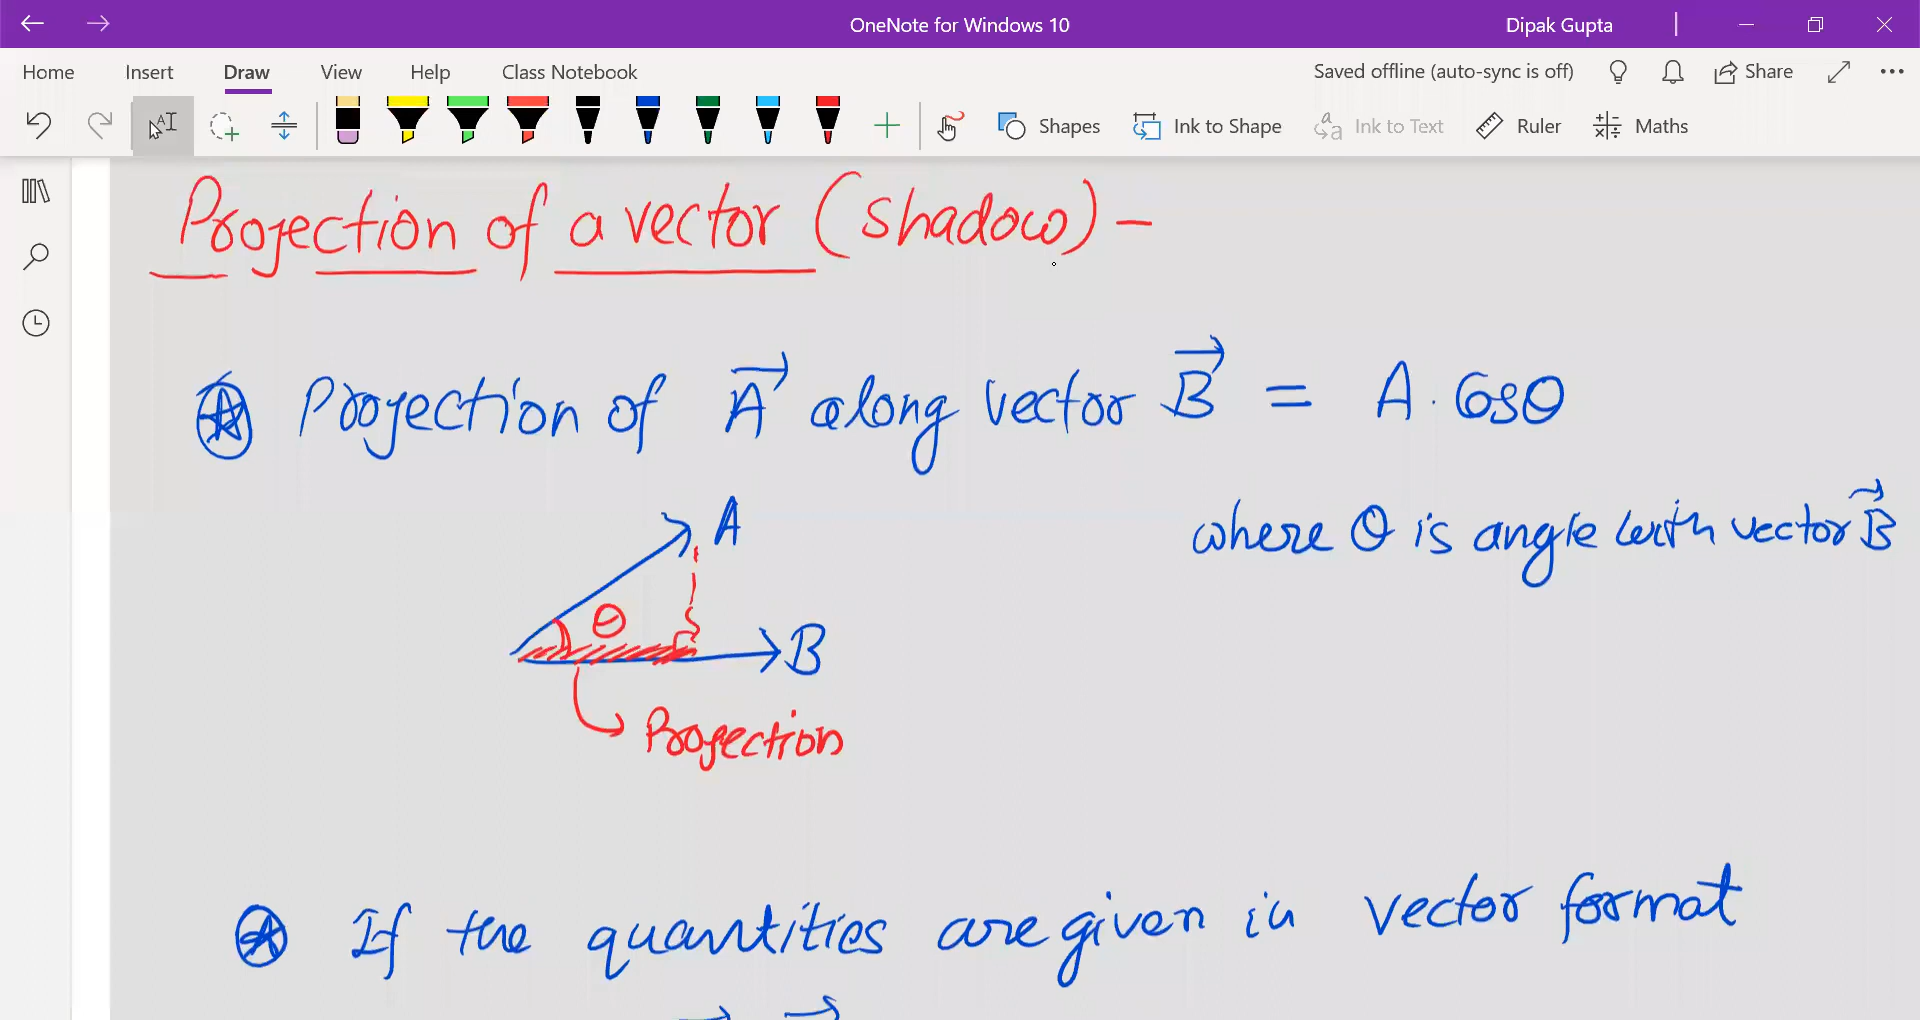 OneNote for Windows 10
Dipak Gupta
Home Insert Draw View Help Class Notebook
Saved offline (auto-sync is off) Share
Shapes Ink to Shape Ink to Text Ruler Maths
Projection of a vector (shadow) -
Projection of A along vector B = A. Cosθ
where θ is angle with vector B
A
θ
B
Projection
If the quantities are given in vector format